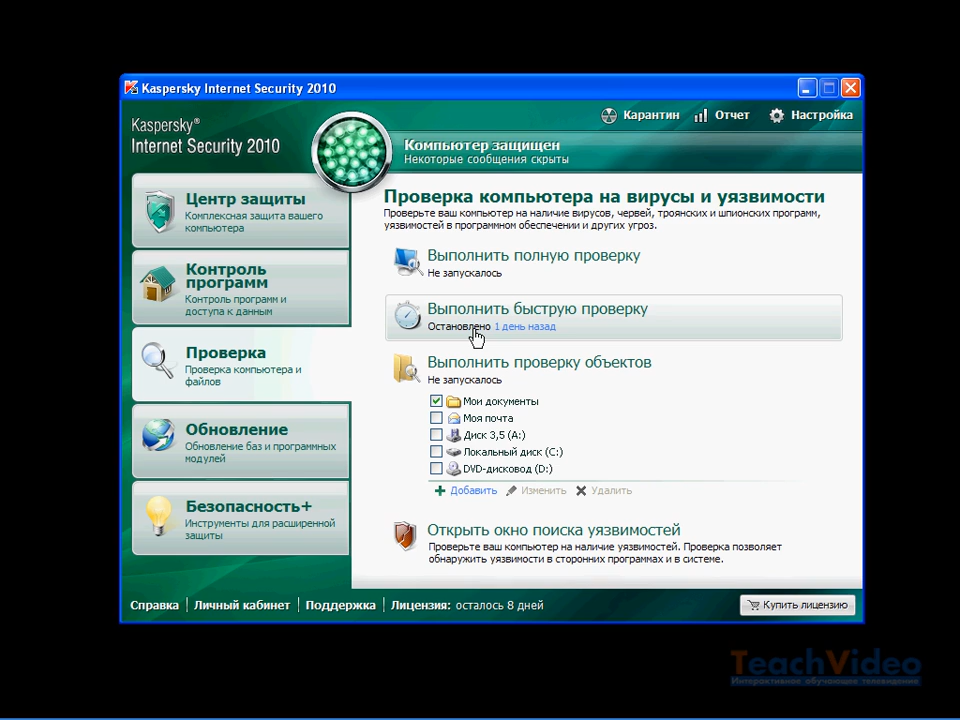 Kaspersky Internet Security 2010
Kaspersky®
Internet Security 2010
Карантин
Отчет
Настройка
Компьютер защищен
Некоторые сообщения скрыты
Центр защиты
Комплексная защита вашего
компьютера
Контроль
программ
Контроль программ и
доступа к данным
Проверка
Проверка компьютера и
файлов
Обновление
Обновление баз и программных
модулей
Безопасность+
Инструменты для расширенной
защиты
Проверка компьютера на вирусы и уязвимости
Проверьте ваш компьютер на наличие вирусов, червей, троянских и шпионских программ,
уязвимостей в программном обеспечении и других угроз.
Выполнить полную проверку
Не запускалось
Выполнить быструю проверку
Остановлено 1 день назад
Выполнить проверку объектов
Не запускалось
Мои документы
Моя почта
Диск 3,5 (A:)
Локальный диск (C:)
DVD-дисковод (D:)
Добавить Изменить Удалить
Открыть окно поиска уязвимостей
Проверьте ваш компьютер на наличие уязвимостей. Проверка позволяет
обнаружить уязвимости в сторонних программах и в системе.
Справка | Личный кабинет | Поддержка | Лицензия: осталось 8 дней
Купить лицензию
TeachVideo
Интерактивное обучающее телевидение